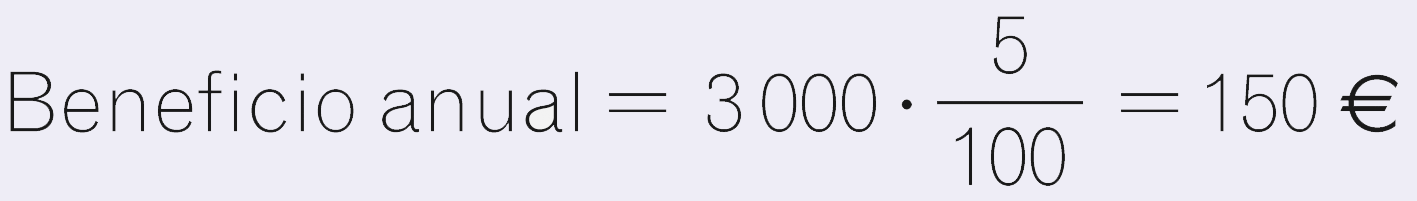 Beneficio anual = 3 000 · 5/100 = 150 €